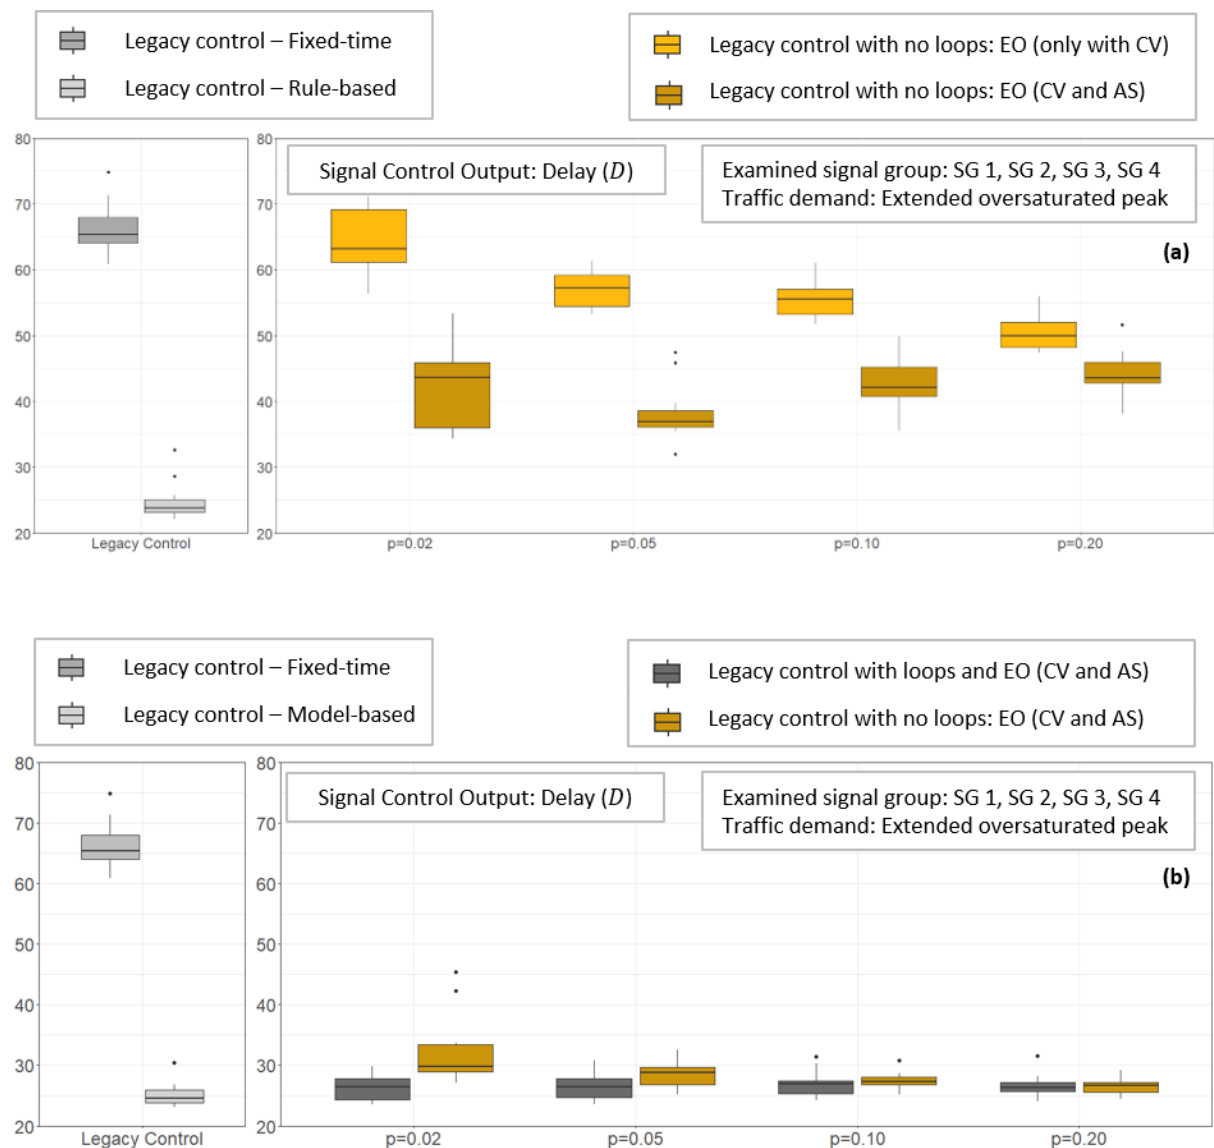 Legacy control – Fixed-time
Legacy control – Rule-based
Legacy control with no loops: EO (only with CV)
Legacy control with no loops: EO (CV and AS)
80
70
60
50
40
30
20
Legacy Control
80
70
60
50
40
30
20
Signal Control Output: Delay (D)
Examined signal group: SG 1, SG 2, SG 3, SG 4
Traffic demand: Extended oversaturated peak
(a)
p=0.02
p=0.05
p=0.10
p=0.20
Legacy control – Fixed-time
Legacy control – Model-based
Legacy control with loops and EO (CV and AS)
Legacy control with no loops: EO (CV and AS)
80
70
60
50
40
30
20
Legacy Control
80
70
60
50
40
30
20
Signal Control Output: Delay (D)
Examined signal group: SG 1, SG 2, SG 3, SG 4
Traffic demand: Extended oversaturated peak
(b)
p=0.02
p=0.05
p=0.10
p=0.20